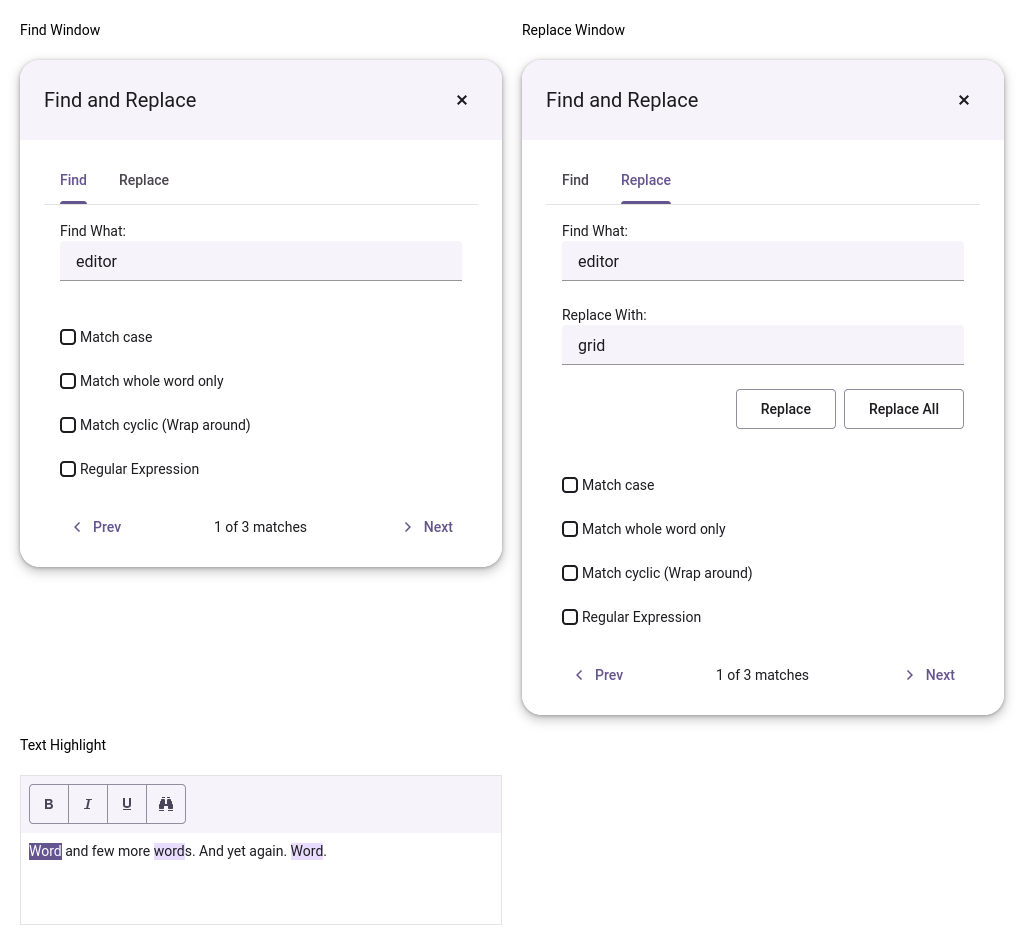 Find Window
Find and Replace
Find Replace
Find What:
editor
Match case
Match whole word only
Match cyclic (Wrap around)
Regular Expression
Prev 1 of 3 matches Next
Replace Window
Find and Replace
Find Replace
Find What:
editor
Replace With:
grid
Replace Replace All
Match case
Match whole word only
Match cyclic (Wrap around)
Regular Expression
Prev 1 of 3 matches Next
Text Highlight
B I U
Word and few more words. And yet again. Word.